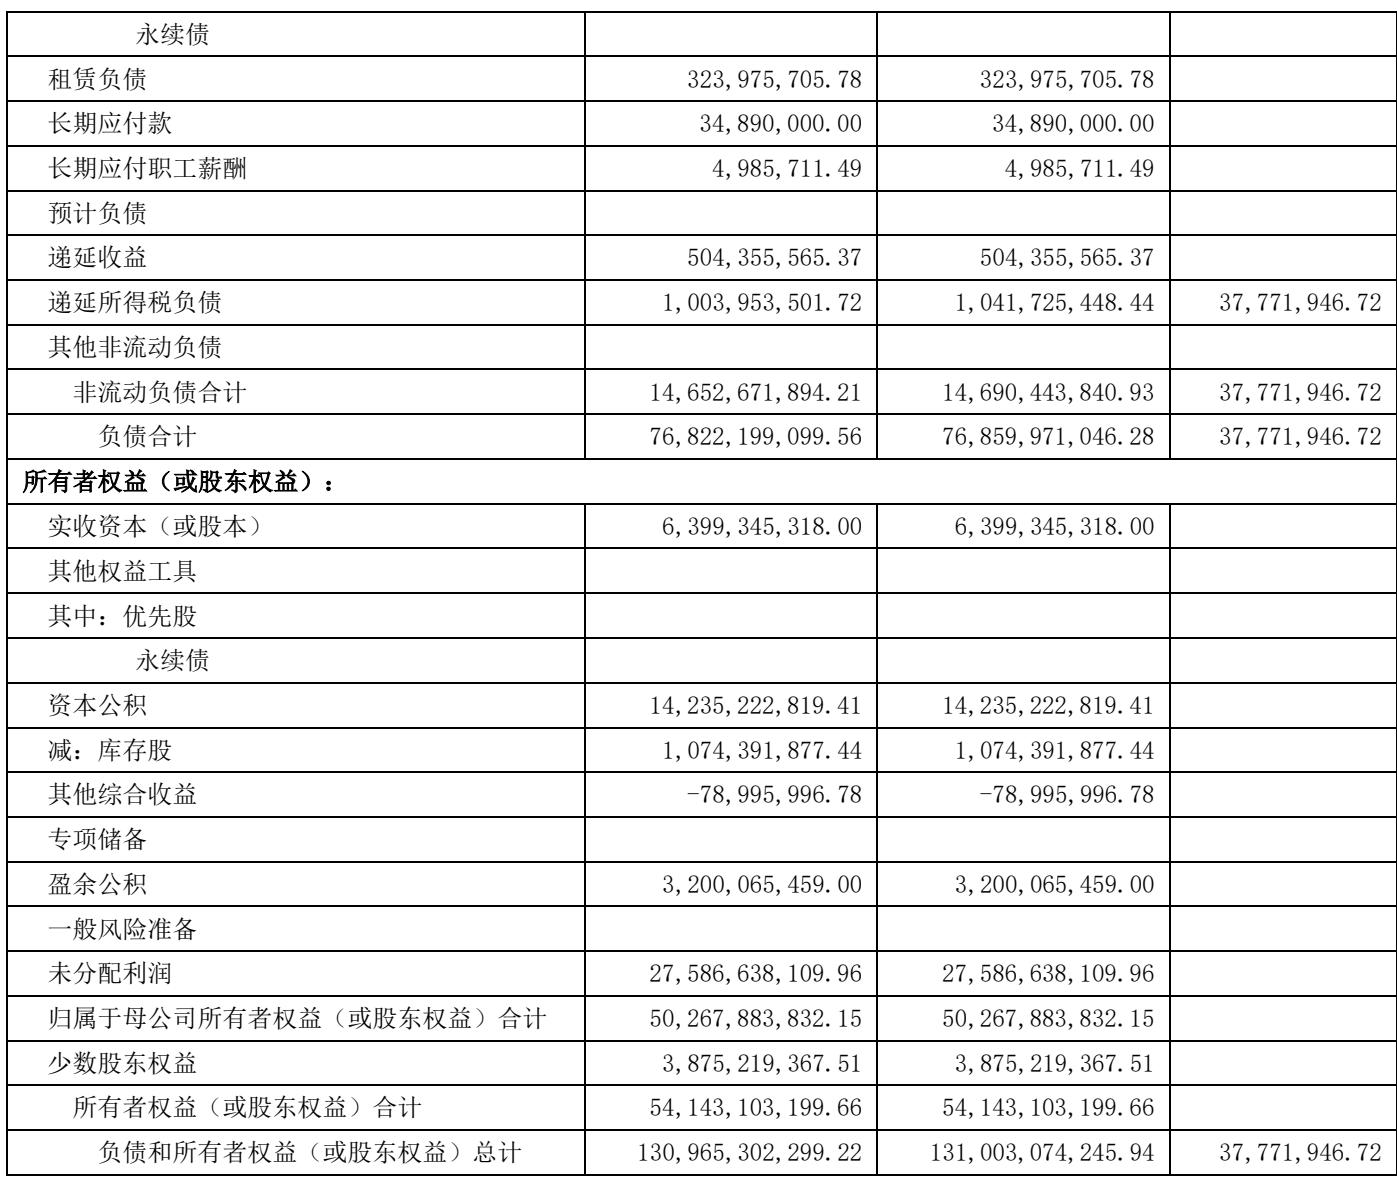 永续债
租赁负债 323,975,705.78 323,975,705.78
长期应付款 34,890,000.00 34,890,000.00
长期应付职工薪酬 4,985,711.49 4,985,711.49
预计负债
递延收益 504,355,565.37 504,355,565.37
递延所得税负债 1,003,953,501.72 1,041,725,448.44 37,771,946.72
其他非流动负债
非流动负债合计 14,652,671,894.21 14,690,443,840.93 37,771,946.72
负债合计 76,822,199,099.56 76,859,971,046.28 37,771,946.72
所有者权益（或股东权益）：
实收资本（或股本） 6,399,345,318.00 6,399,345,318.00
其他权益工具
其中：优先股
永续债
资本公积 14,235,222,819.41 14,235,222,819.41
减：库存股 1,074,391,877.44 1,074,391,877.44
其他综合收益 -78,995,996.78 -78,995,996.78
专项储备
盈余公积 3,200,065,459.00 3,200,065,459.00
一般风险准备
未分配利润 27,586,638,109.96 27,586,638,109.96
归属于母公司所有者权益（或股东权益）合计 50,267,883,832.15 50,267,883,832.15
少数股东权益 3,875,219,367.51 3,875,219,367.51
所有者权益（或股东权益）合计 54,143,103,199.66 54,143,103,199.66
负债和所有者权益（或股东权益）总计 130,965,302,299.22 131,003,074,245.94 37,771,946.72